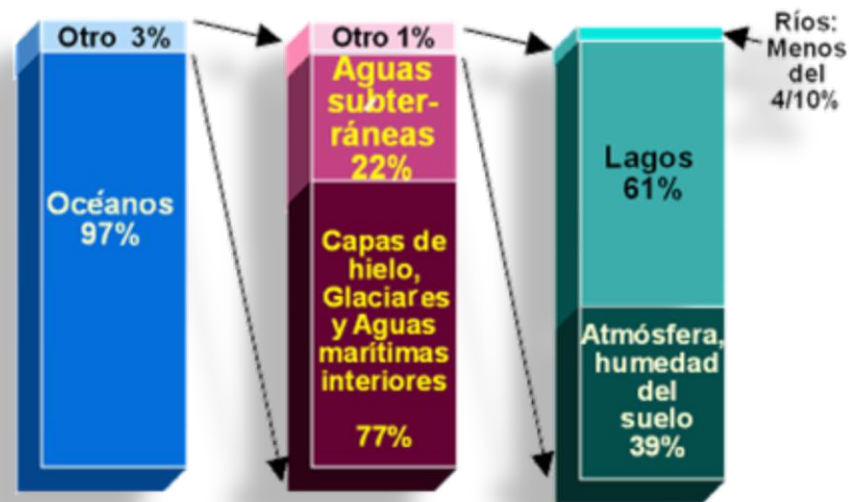 Otro 3%
Océanos
97%
Otro 1%
Aguas
subter-
ráneas
22%
Capas de
hielo,
Glaciares
y Aguas
marítimas
interiores
77%
Ríos:
Menos
del
4/10%
Lagos
61%
Atmósfera,
humedad
del
suelo
39%